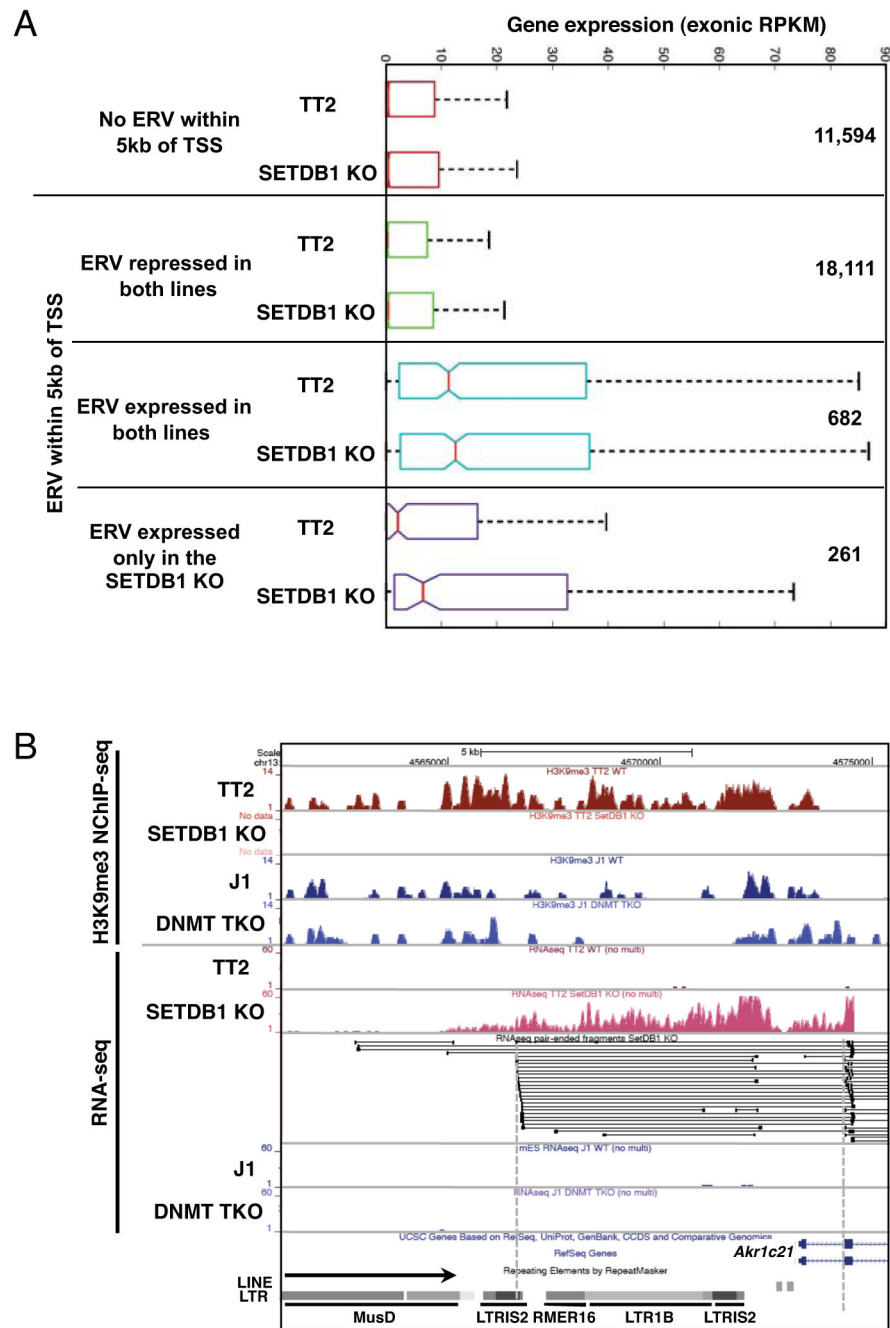 A
Gene expression (exonic RPKM)
0 10 20 30 40 50 60 70 80 90
No ERV within
5kb of TSS
TT2
SETDB1 KO
11,594
ERV within 5kb of TSS
ERV repressed in
both lines
TT2
SETDB1 KO
18,111
ERV expressed in
both lines
TT2
SETDB1 KO
682
ERV expressed
only in the
SETDB1 KO
TT2
SETDB1 KO
261
B
H3K9me3 NChIP-seq
Scale
5 kb
chr13:
4565000
4570000
4575000
TT2
14
H3K9me3 TT2 WT
1
SETDB1 KO
No data
H3K9me3 TT2 SetDB1 KO
No data
J1
14
H3K9me3 J1 WT
1
DNMT TKO
14
H3K9me3 J1 DNMT TKO
1
RNA-seq
TT2
60
RNAseq TT2 WT (no multi)
1
SETDB1 KO
60
RNAseq TT2 SetDB1 KO (no multi)
1
RNAseq pair-ended fragments SetDB1 KO
J1
60
mES RNAseq J1 WT (no multi)
1
DNMT TKO
60
RNAseq J1 DNMT TKO (no multi)
1
UCSC Genes Based on RefSeq, UniProt, GenBank, CCDS and Comparative Genomics
Akr1c21
RefSeq Genes
Repeating Elements by RepeatMasker
LINE
LTR
MusD
LTRIS2
RMER16
LTR1B
LTRIS2